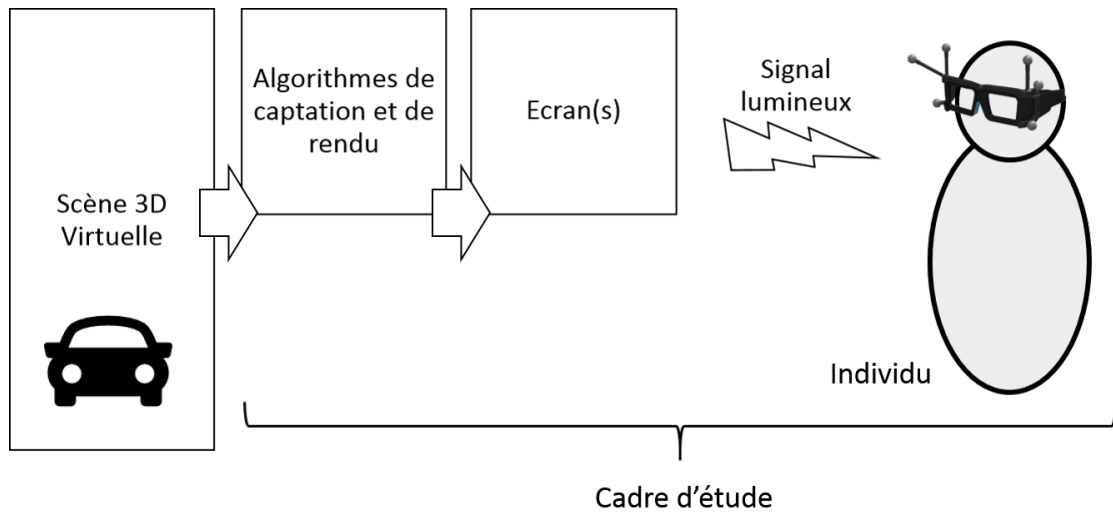 Scène 3D
Virtuelle
Algorithmes de
captation et de
rendu
Ecran(s)
Signal
lumineux
Individu
Cadre d'étude